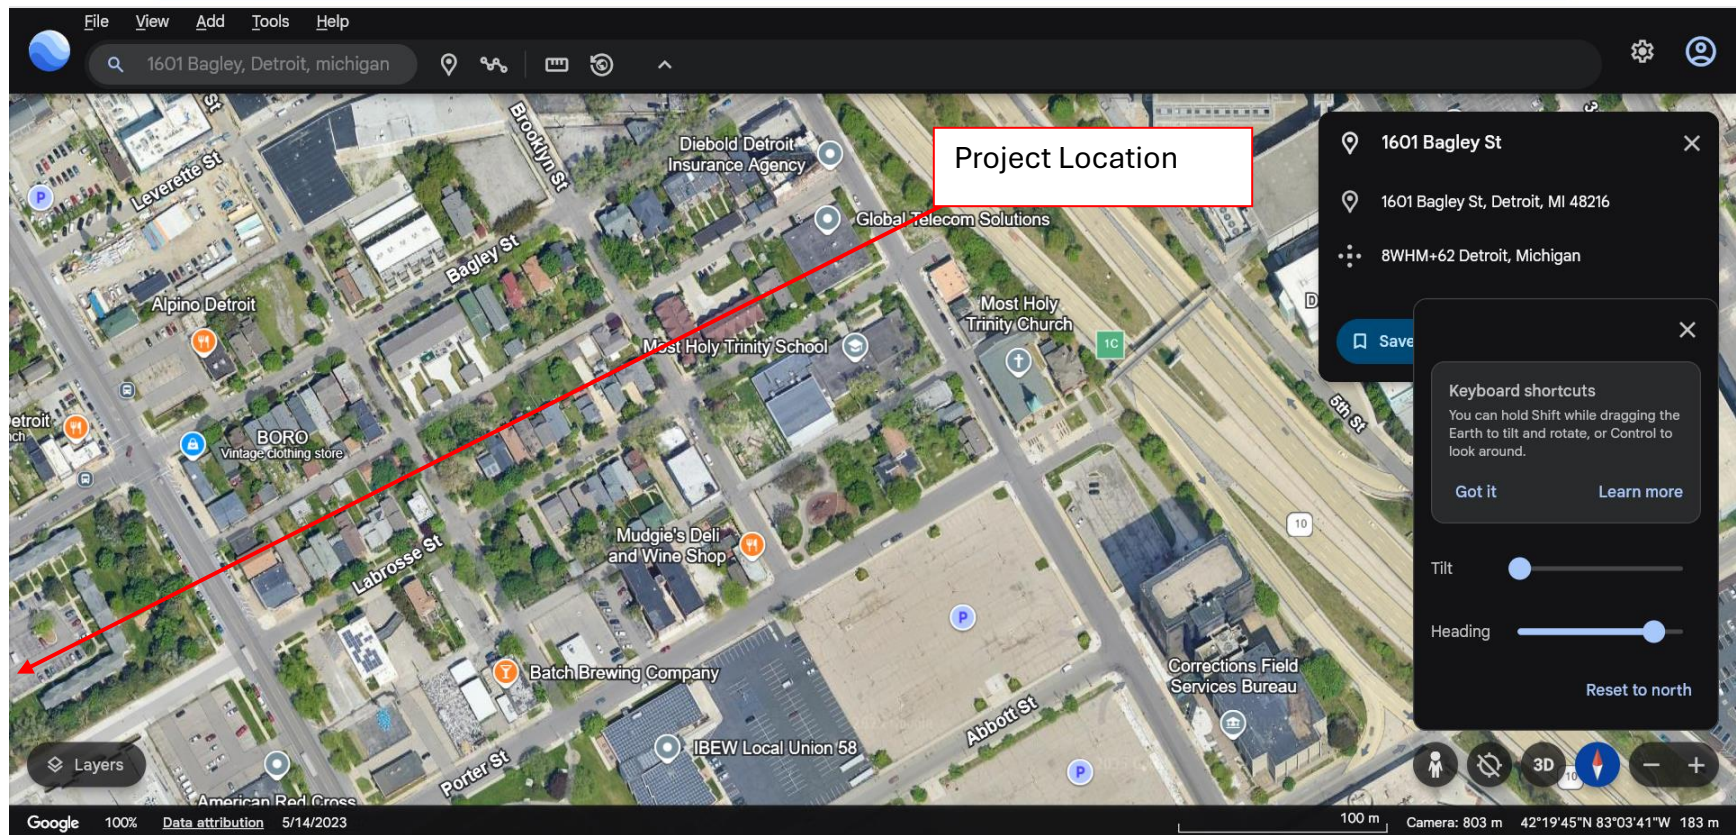 File View Add Tools Help
1601 Bagley, Detroit, michigan
Leverette St
Brooklyn St
Diebold Detroit
Insurance Agency
Project Location
Global Telecom Solutions
Bagley St
Alpino Detroit
Most Holy
Trinity Church
1C
Most Holy Trinity School
etroit
BORO
Vintage clothing store
5th St
Labrosse St
Mudgie's Deli
and Wine Shop
10
P
P
P
Batch Brewing Company
Corrections Field
Services Bureau
Abbott St
IBEW Local Union 58
Porter St
American Red Cross
1601 Bagley St
1601 Bagley St, Detroit, MI 48216
8WHM+62 Detroit, Michigan
Save
Keyboard shortcuts
You can hold Shift while dragging the
Earth to tilt and rotate, or Control to
look around.
Got it Learn more
Tilt
Heading
Reset to north
Layers
3D
10
Google 100% Data attribution 5/14/2023
100 m Camera: 803 m 42°19'45"N 83°03'41"W 183 m